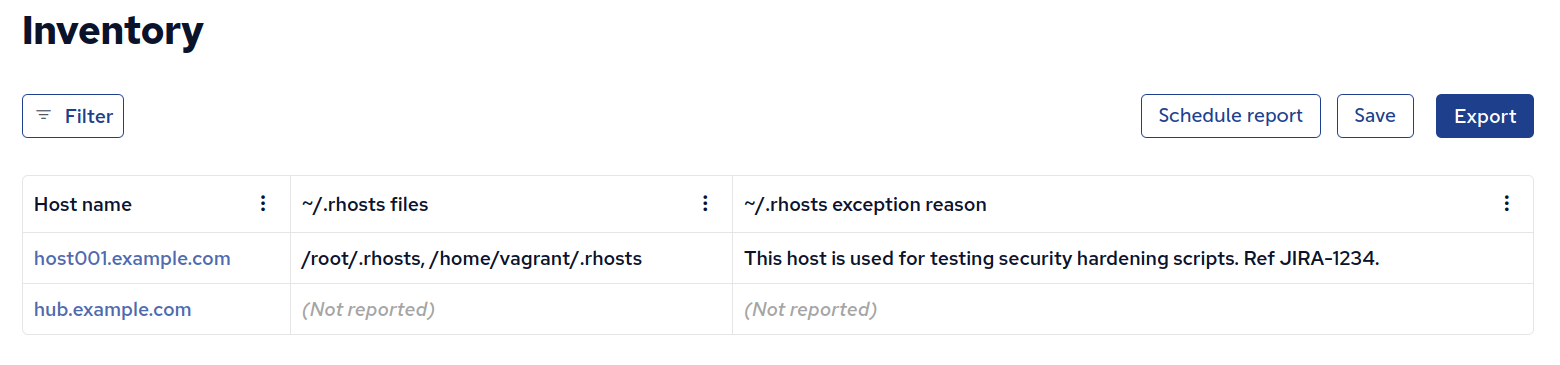 Inventory
Filter
Schedule report
Save
Export
Host name
~/.rhosts files
~/.rhosts exception reason
host001.example.com
/root/.rhosts, /home/vagrant/.rhosts
This host is used for testing security hardening scripts. Ref JIRA-1234.
hub.example.com
(Not reported)
(Not reported)